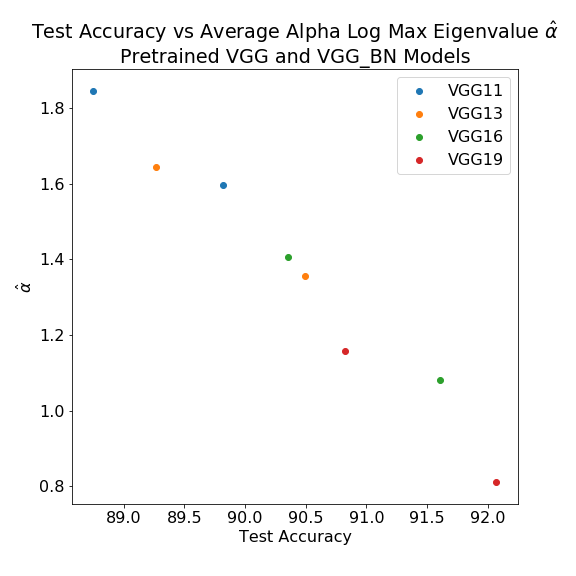 Test Accuracy vs Average Alpha Log Max Eigenvalue α̂
Pretrained VGG and VGG_BN Models
VGG11
VGG13
VGG16
VGG19
1.8
1.6
1.4
1.2
1.0
0.8
α̂
89.0 89.5 90.0 90.5 91.0 91.5 92.0
Test Accuracy